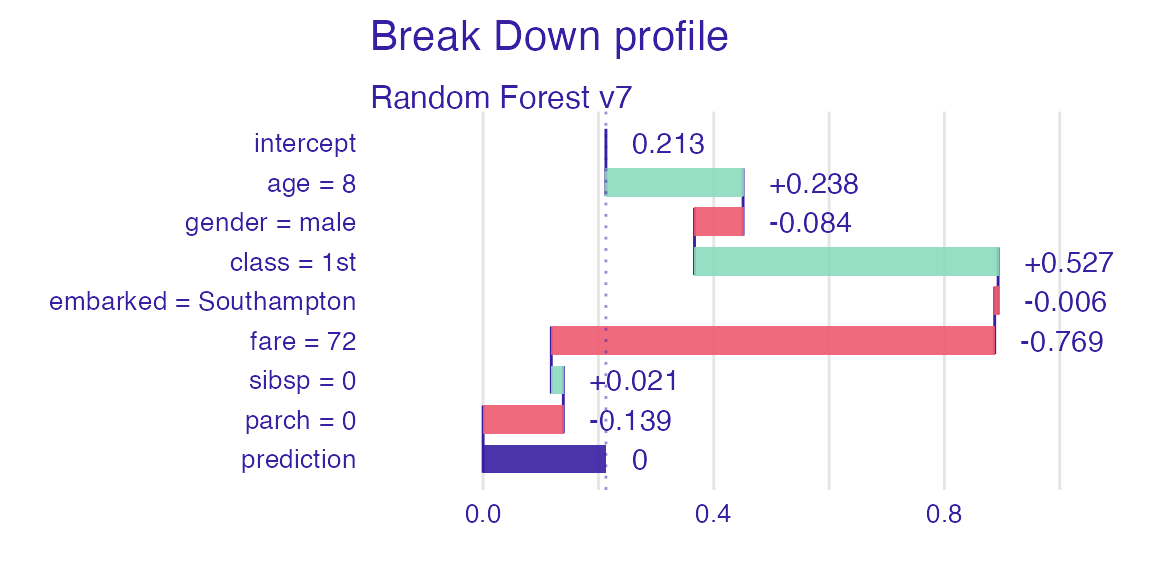 Break Down profile
Random Forest v7
intercept 0.213
age = 8 +0.238
gender = male -0.084
class = 1st +0.527
embarked = Southampton -0.006
fare = 72 -0.769
sibsp = 0 +0.021
parch = 0 -0.139
prediction 0
0.0 0.4 0.8